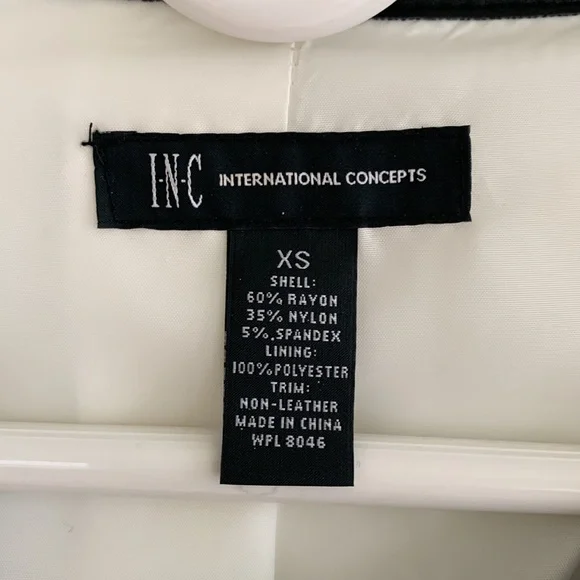 I·N·C INTERNATIONAL CONCEPTS
XS
SHELL:
60% RAYON
35% NYLON
5% SPANDEX
LINING:
100% POLYESTER
TRIM:
NON-LEATHER
MADE IN CHINA
WPL 8046